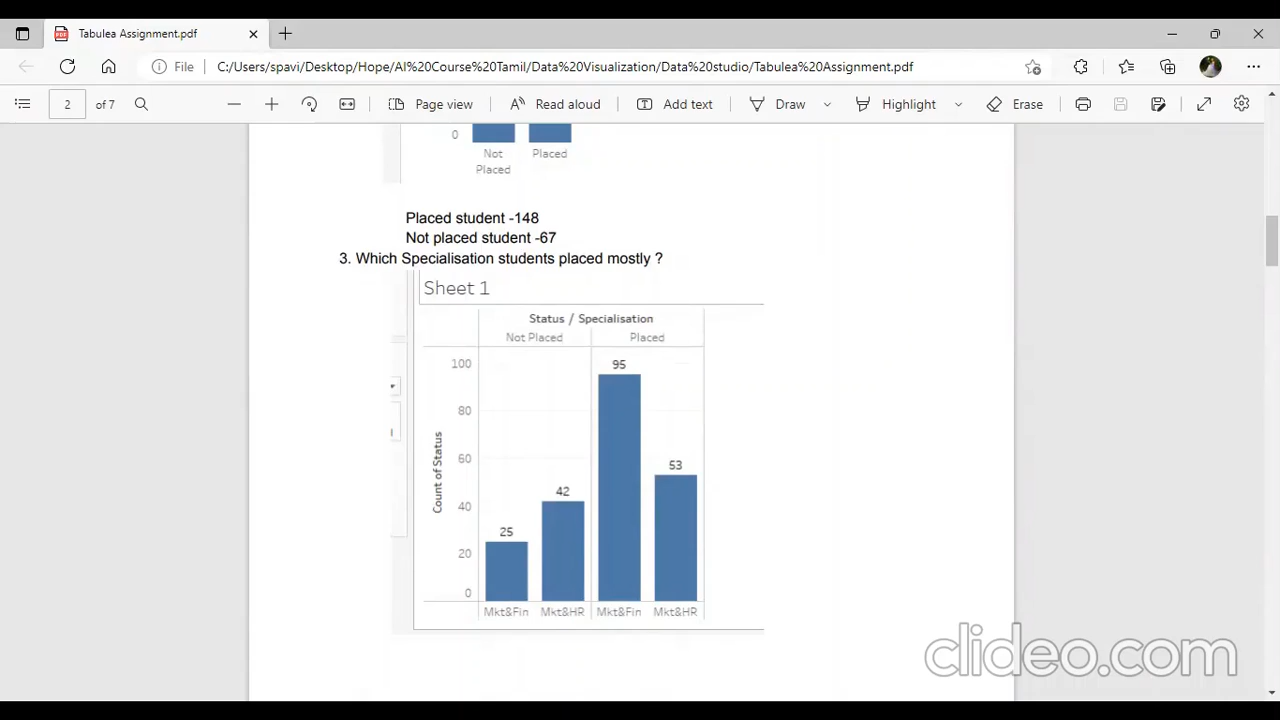 Tabulea Assignment.pdf
File C:/Users/spavi/Desktop/Hope/AI%20Course%20Tamil/Data%20Visualization/Data%20studio/Tabulea%20Assignment.pdf
2 of 7 Page view Read aloud Add text Draw Highlight Erase
0
Not Placed
Placed
Placed student -148
Not placed student -67
3. Which Specialisation students placed mostly ?
Sheet 1
Status / Specialisation
Not Placed Placed
Count of Status
100
80
60
40
20
0
25
42
95
53
Mkt&Fin Mkt&HR Mkt&Fin Mkt&HR
clideo.com